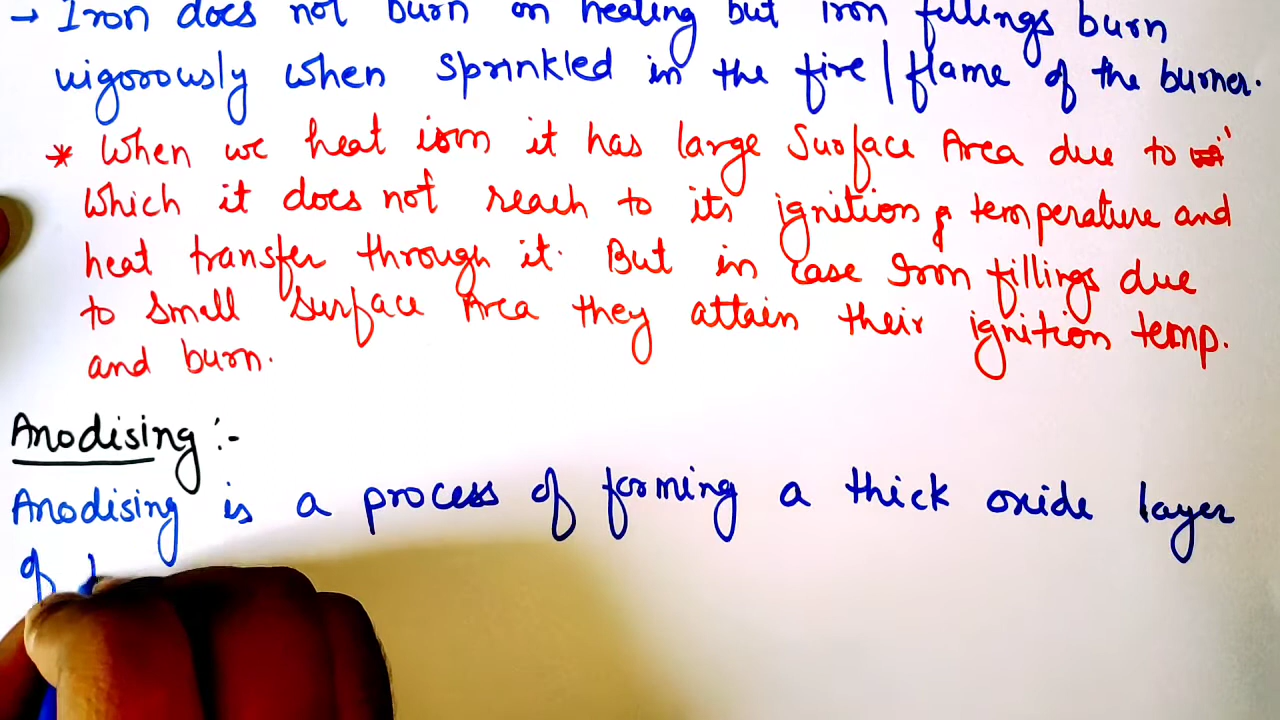 → Iron does not burn on heating but iron fillings burn
vigorously when sprinkled in the fire/flame of the burner.
* When we heat iron it has large Surface Area due to
which it does not reach to its ignition temperature and
heat transfer through it. But in case Iron fillings due
to small surface Area they attain their ignition temp.
and burn.
Anodising :-
Anodising is a process of forming a thick oxide layer
of